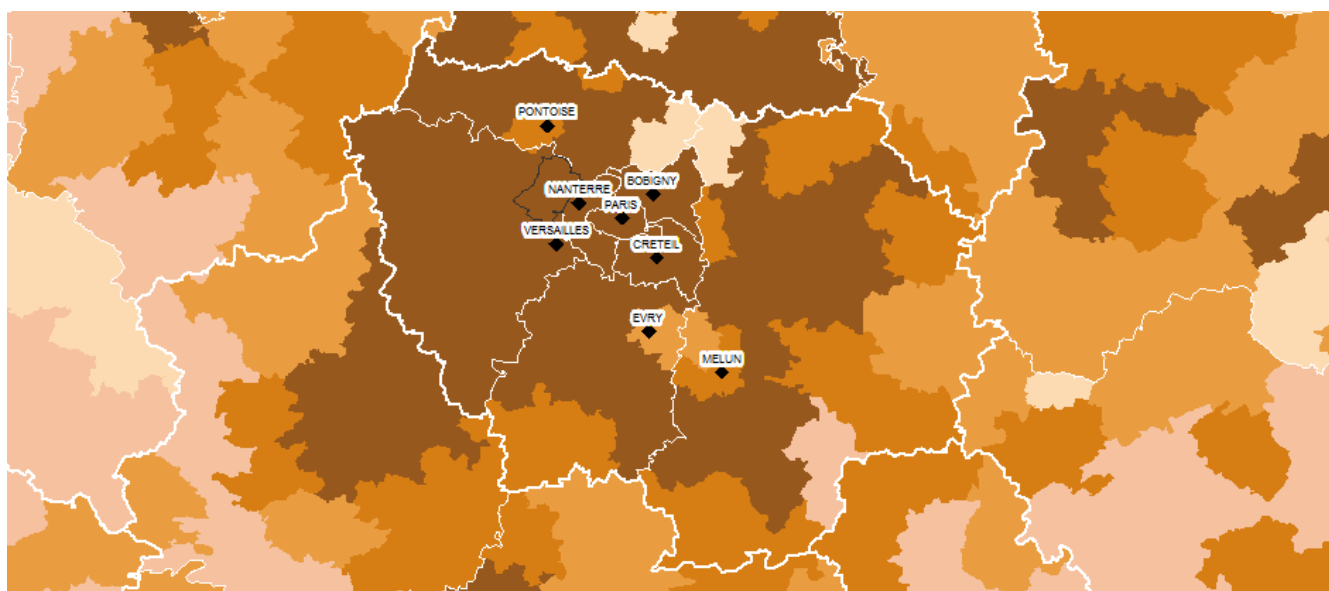 PONTOISE
BOBIGNY
NANTERRE
PARIS
VERSAILLES
CRETEIL
EVRY
MELUN